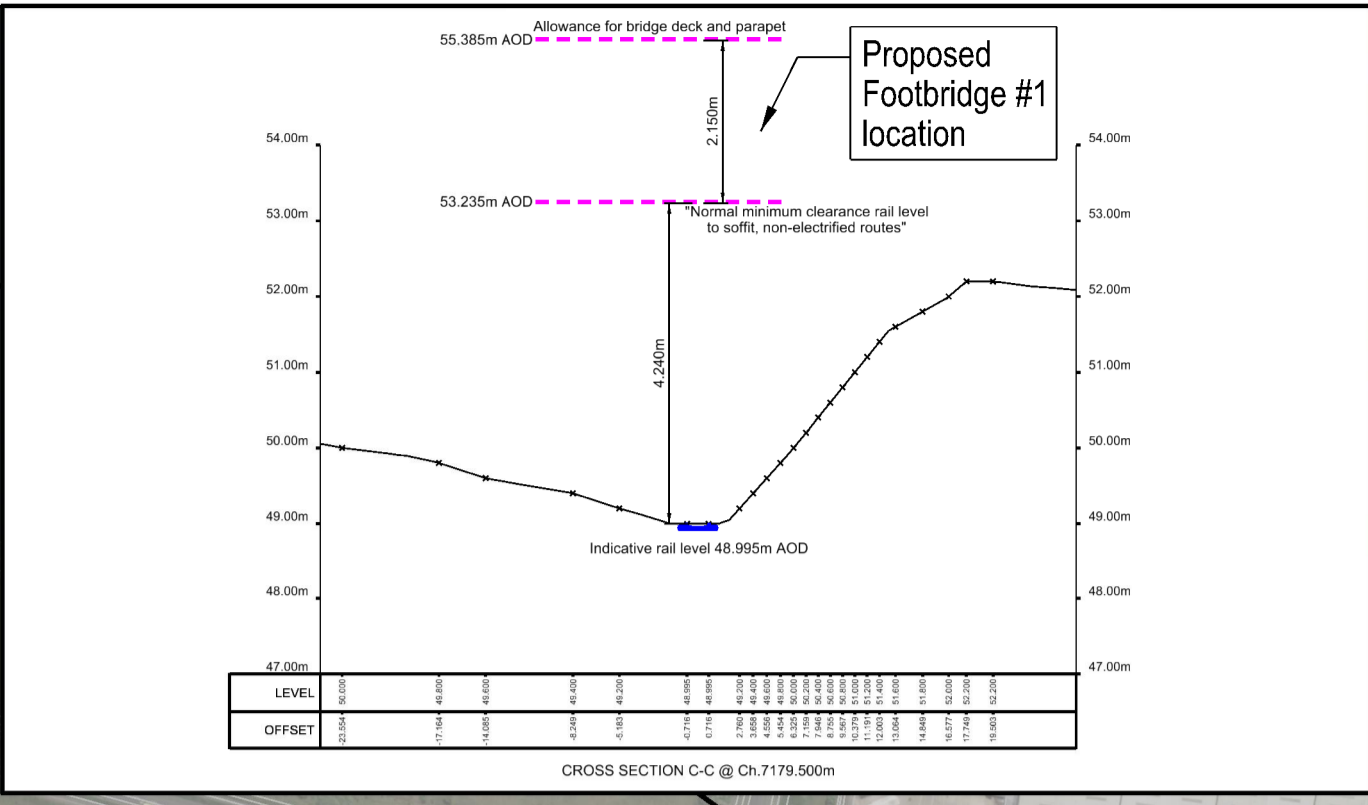 Allowance for bridge deck and parapet
55.385m AOD
Proposed
Footbridge #1
location
2.150m
54.00m
54.00m
53.235m AOD
"Normal minimum clearance rail level
to soffit, non-electrified routes"
53.00m
53.00m
52.00m
52.00m
4.240m
51.00m
51.00m
50.00m
50.00m
49.00m
49.00m
Indicative rail level 48.995m AOD
48.00m
48.00m
47.00m
47.00m
LEVEL 50.000 49.800 49.600 49.400 49.200 48.995 48.995 49.200 49.400 49.600 49.800 50.000 50.200 50.400 50.600 50.800 51.000 51.200 51.400 51.600 51.800 52.000 52.200 52.200
OFFSET -23.554 -17.164 -14.085 -8.249 -5.183 -0.716 0.716 2.760 3.658 4.556 5.454 6.325 7.159 7.946 8.755 9.567 10.379 11.191 12.003 13.064 14.849 16.577 17.749 19.503
CROSS SECTION C-C @ Ch.7179.500m